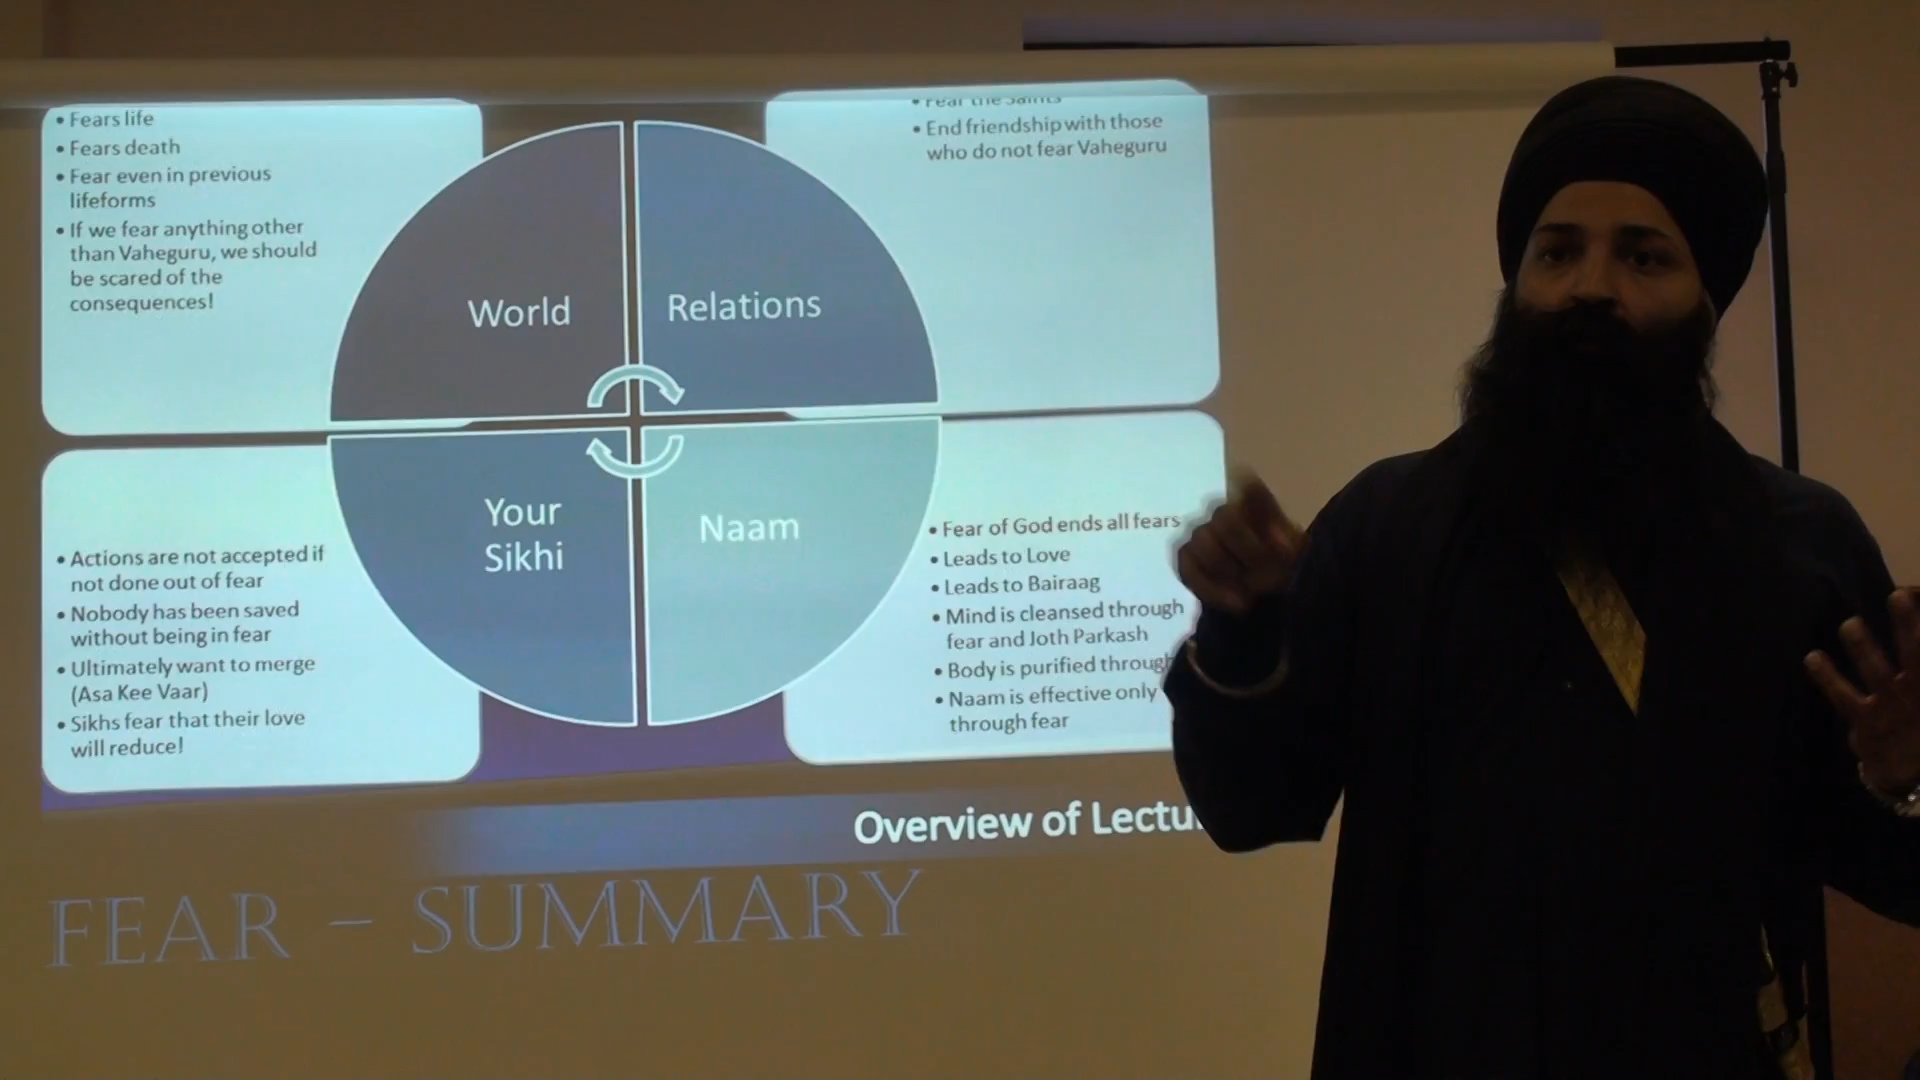 • Fears life
• Fears death
• Fear even in previous
lifeforms
• If we fear anything other
than Vaheguru, we should
be scared of the
consequences!
World
• Fear the Saints
• End friendship with those
who do not fear Vaheguru
Relations
Your
Sikhi
• Actions are not accepted if
not done out of fear
• Nobody has been saved
without being in fear
• Ultimately want to merge
(Asa Kee Vaar)
• Sikhs fear that their love
will reduce!
Naam
• Fear of God ends all fears
• Leads to Love
• Leads to Bairaag
• Mind is cleansed through
fear and Joth Parkash
• Body is purified through
• Naam is effective only
through fear
Overview of
FEAR – SUMMARY